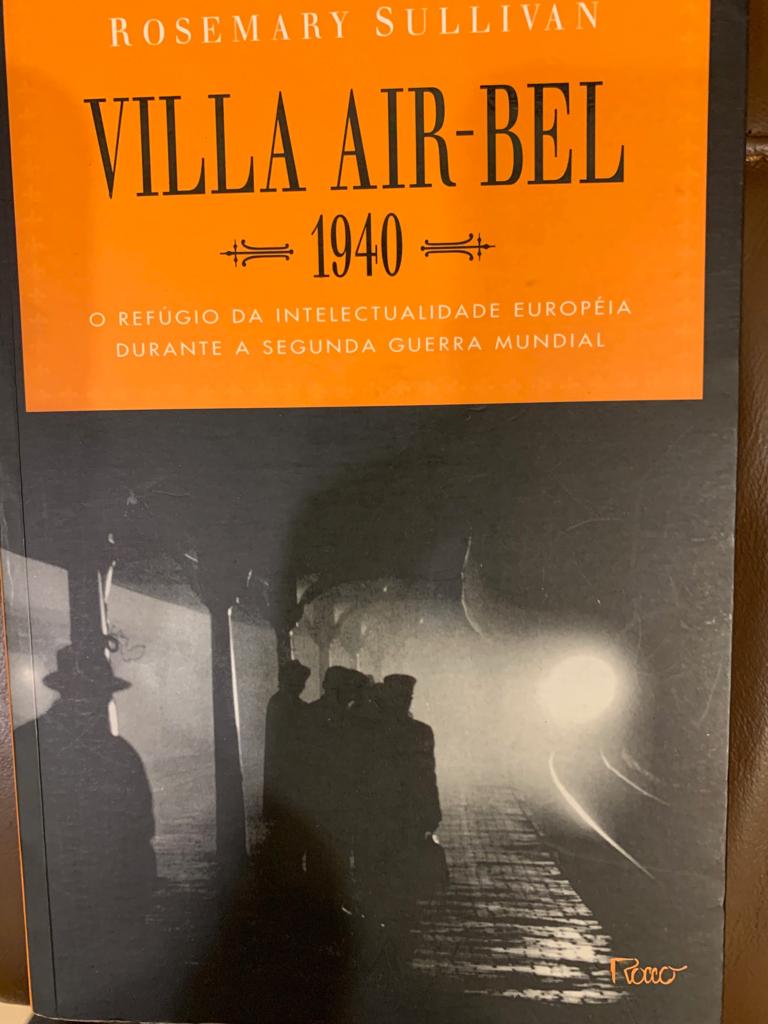 ROSEMARY SULLIVAN
VILLA AIR-BEL
1940
O REFÚGIO DA INTELECTUALIDADE EUROPÉIA
DURANTE A SEGUNDA GUERRA MUNDIAL
Rocco